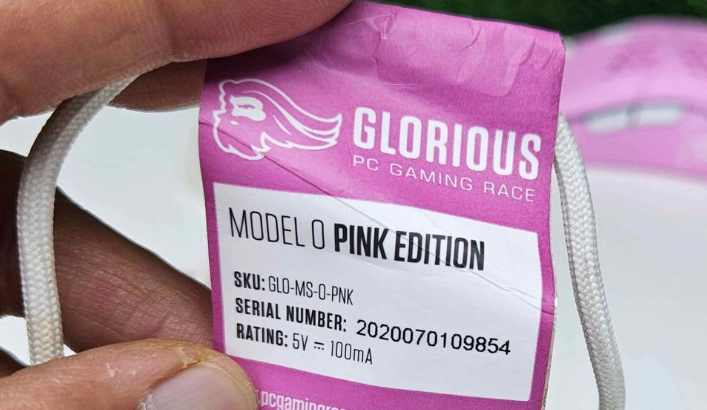 GLORIOUS
PC GAMING RACE
MODEL O PINK EDITION
SKU: GLO-MS-O-PNK
SERIAL NUMBER: 2020070109854
RATING: 5V ⎓ 100mA